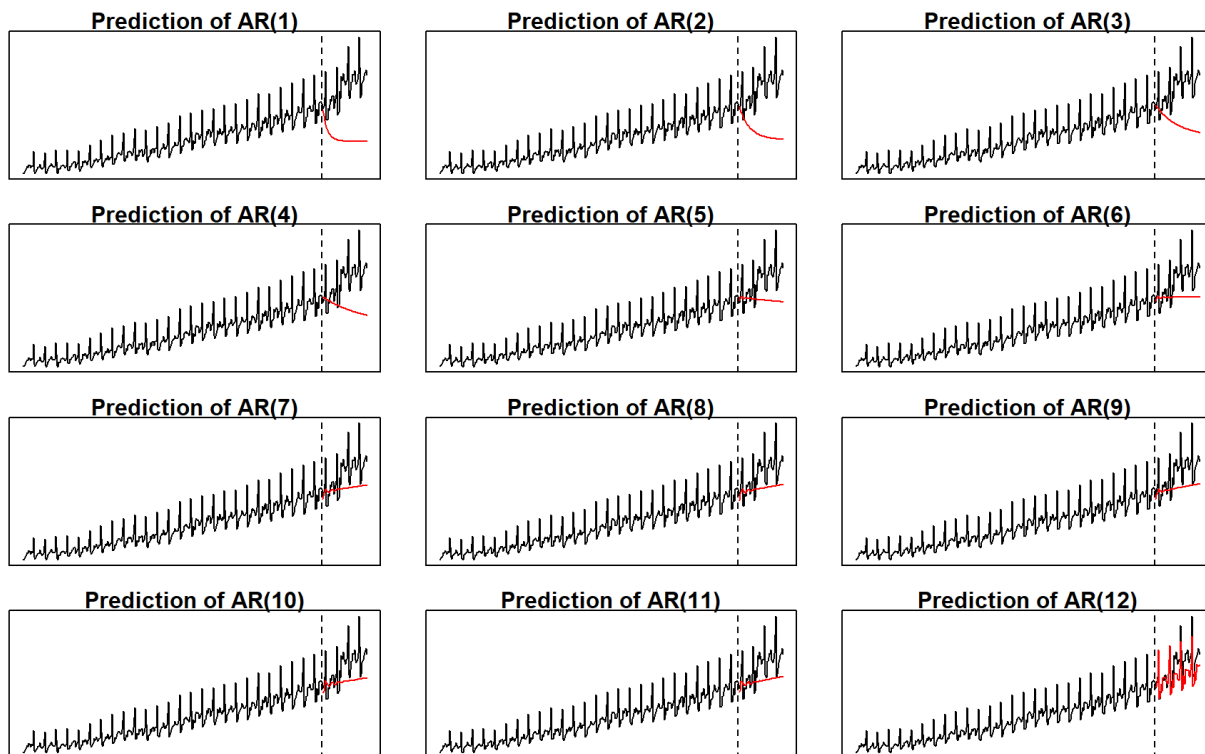 Prediction of AR(1)
Prediction of AR(2)
Prediction of AR(3)
Prediction of AR(4)
Prediction of AR(5)
Prediction of AR(6)
Prediction of AR(7)
Prediction of AR(8)
Prediction of AR(9)
Prediction of AR(10)
Prediction of AR(11)
Prediction of AR(12)